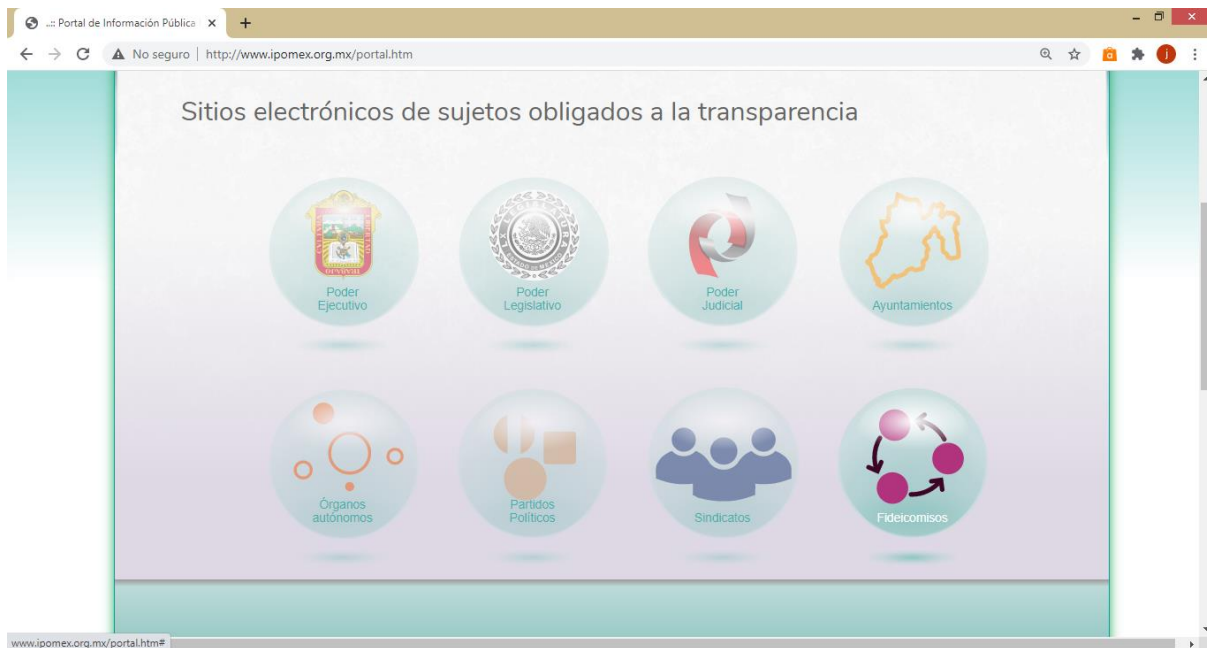 ..:: Portal de Información Pública
No seguro | http://www.ipomex.org.mx/portal.htm
Sitios electrónicos de sujetos obligados a la transparencia
Poder
Ejecutivo
Poder
Legislativo
Poder
Judicial
Ayuntamientos
Órganos
autónomos
Partidos
Políticos
Sindicatos
Fideicomisos
www.ipomex.org.mx/portal.htm#